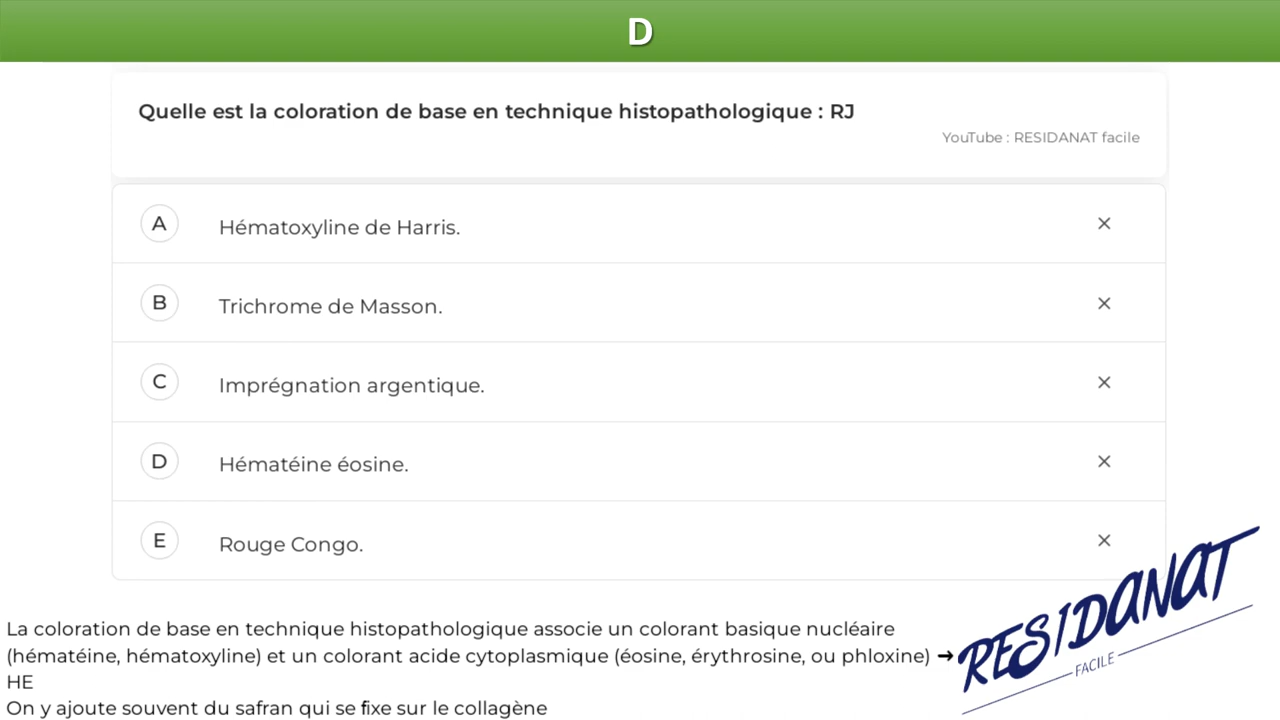 D
Quelle est la coloration de base en technique histopathologique : RJ
YouTube : RESIDANAT facile
A Hématoxyline de Harris. ×
B Trichrome de Masson. ×
C Imprégnation argentique. ×
D Hématéine éosine. ×
E Rouge Congo. ×
La coloration de base en technique histopathologique associe un colorant basique nucléaire
(hématéine, hématoxyline) et un colorant acide cytoplasmique (éosine, érythrosine, ou phloxine) →
HE
On y ajoute souvent du safran qui se fixe sur le collagène
RESIDANAT
FACILE